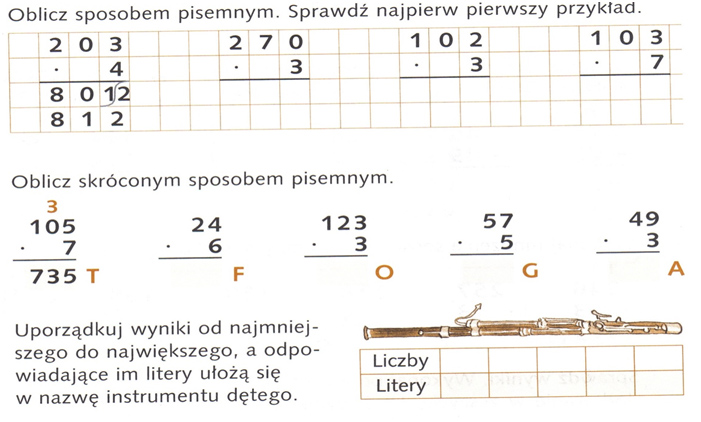 Oblicz sposobem pisemnym. Sprawdź najpierw pierwszy przykład.
2 0 3 2 7 0 1 0 2 1 0 3
· 4 · 3 · 3 · 7
8 0 12
8 1 2
Oblicz skróconym sposobem pisemnym.
3
105 24 123 57 49
· 7 · 6 · 3 · 5 · 3
735 T F O G A
Uporządkuj wyniki od najmniej-
szego do największego, a odpo-
wiadające im litery ułożą się
w nazwę instrumentu dętego.
Liczby
Litery